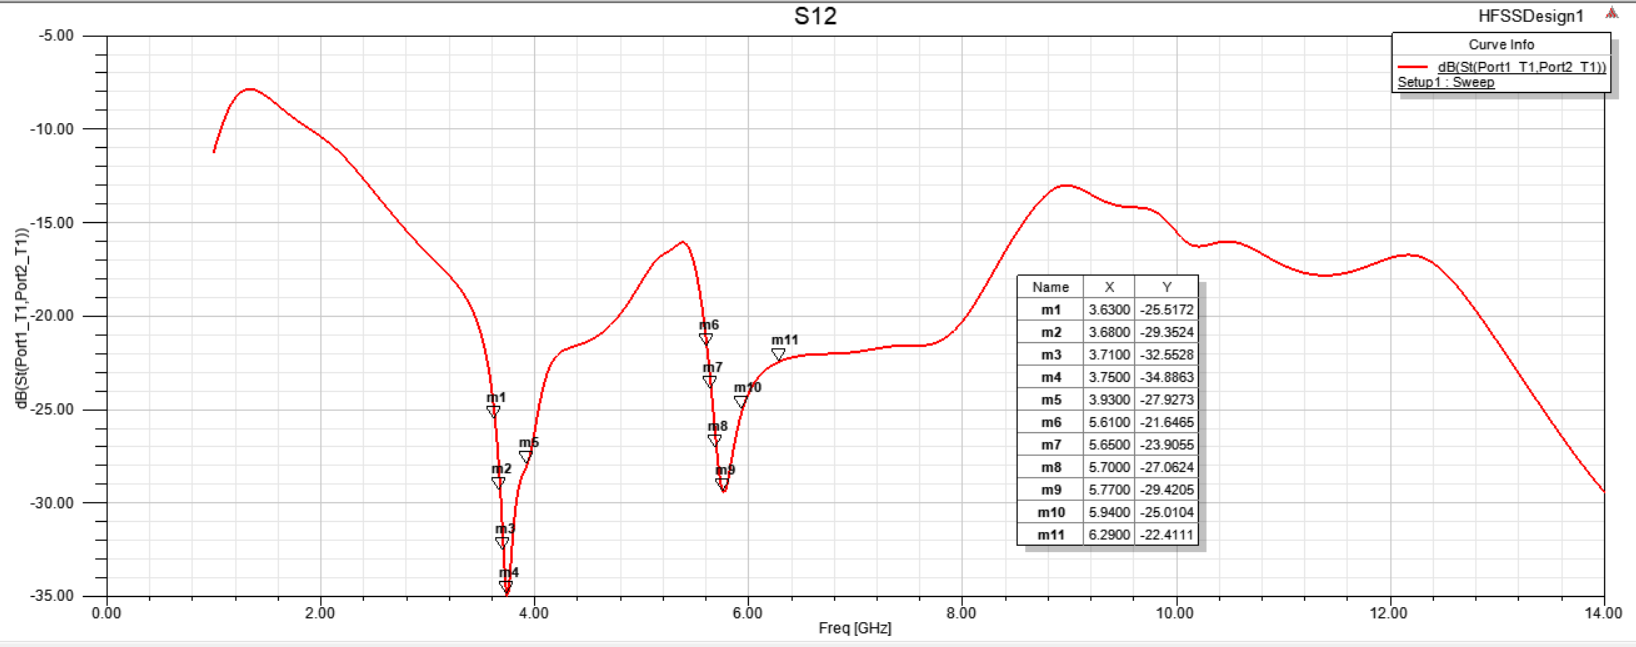 S12
HFSSDesign1
Curve Info
dB(St(Port1_T1,Port2_T1))
Setup1 : Sweep
-5.00
-10.00
-15.00
-20.00
-25.00
-30.00
-35.00
dB(St(Port1_T1,Port2_T1))
m1
m2
m3
m4
m5
m6
m7
m8
m9
m10
m11
Name X Y
m1 3.6300 -25.5172
m2 3.6800 -29.3524
m3 3.7100 -32.5528
m4 3.7500 -34.8863
m5 3.9300 -27.9273
m6 5.6100 -21.6465
m7 5.6500 -23.9055
m8 5.7000 -27.0624
m9 5.7700 -29.4205
m10 5.9400 -25.0104
m11 6.2900 -22.4111
0.00 2.00 4.00 6.00 8.00 10.00 12.00 14.00
Freq [GHz]